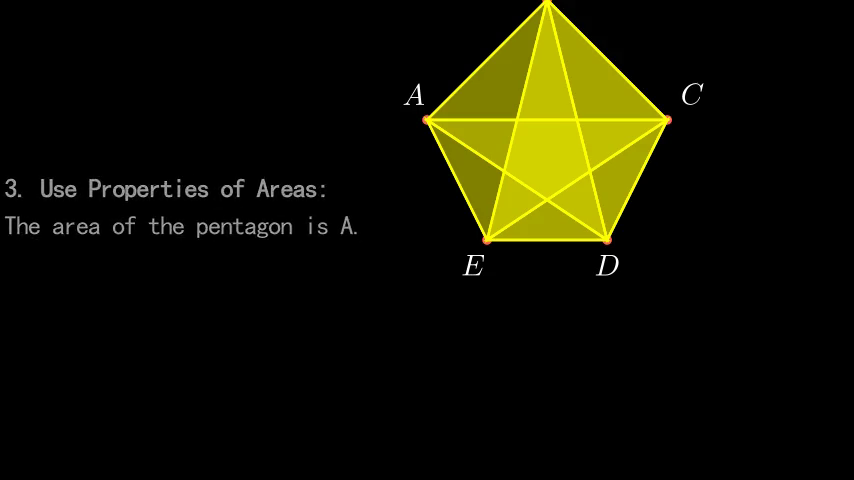 A
C
3. Use Properties of Areas:
The area of the pentagon is A.
E
D